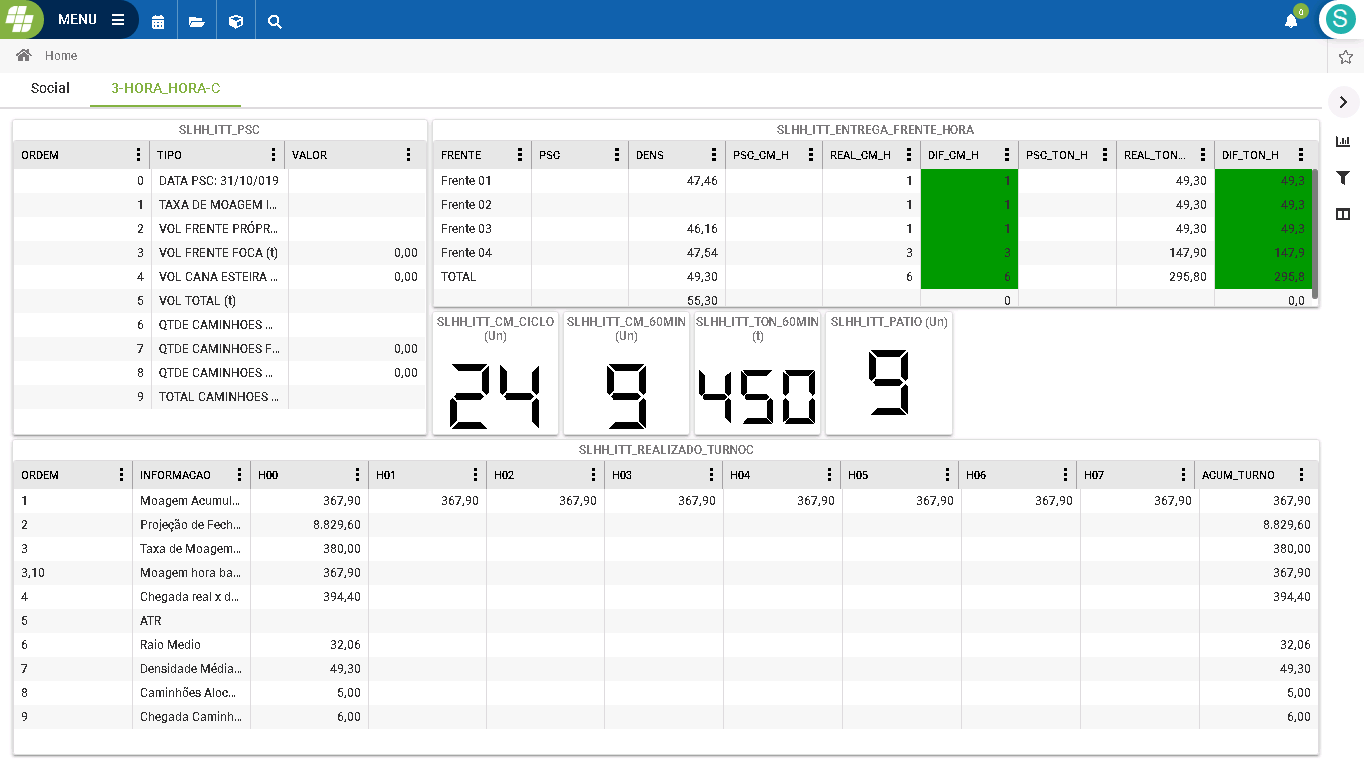 MENU
0
S
Home
Social 3-HORA_HORA-C
SLHH_ITT_PSC
ORDEM TIPO VALOR
0 DATA PSC: 31/10/019
1 TAXA DE MOAGEM I...
2 VOL FRENTE PRÓPR...
3 VOL FRENTE FOCA (t) 0,00
4 VOL CANA ESTEIRA ... 0,00
5 VOL TOTAL (t)
6 QTDE CAMINHOES ...
7 QTDE CAMINHOES F... 0,00
8 QTDE CAMINHOES ... 0,00
9 TOTAL CAMINHOES ...
SLHH_ITT_ENTREGA_FRENTE_HORA
FRENTE PSC DENS PSC_CM_H REAL_CM_H DIF_CM_H PSC_TON_H REAL_TON... DIF_TON_H
Frente 01 47,46 1 1 49,30 49,3
Frente 02 1 1 49,30 49,3
Frente 03 46,16 1 1 49,30 49,3
Frente 04 47,54 3 3 147,90 147,9
TOTAL 49,30 6 6 295,80 295,8
55,30 0 0,0
SLHH_ITT_CM_CICLO
(Un)
24
SLHH_ITT_CM_60MIN
(Un)
9
SLHH_ITT_TON_60MIN
(t)
450
SLHH_ITT_PATIO (Un)
9
SLHH_ITT_REALIZADO_TURNOC
ORDEM INFORMACAO H00 H01 H02 H03 H04 H05 H06 H07 ACUM_TURNO
1 Moagem Acumul... 367,90 367,90 367,90 367,90 367,90 367,90 367,90 367,90 367,90
2 Projeção de Fech... 8.829,60 8.829,60
3 Taxa de Moagem... 380,00 380,00
3,10 Moagem hora ba... 367,90 367,90
4 Chegada real x d... 394,40 394,40
5 ATR
6 Raio Medio 32,06 32,06
7 Densidade Média... 49,30 49,30
8 Caminhões Aloc... 5,00 5,00
9 Chegada Caminh... 6,00 6,00